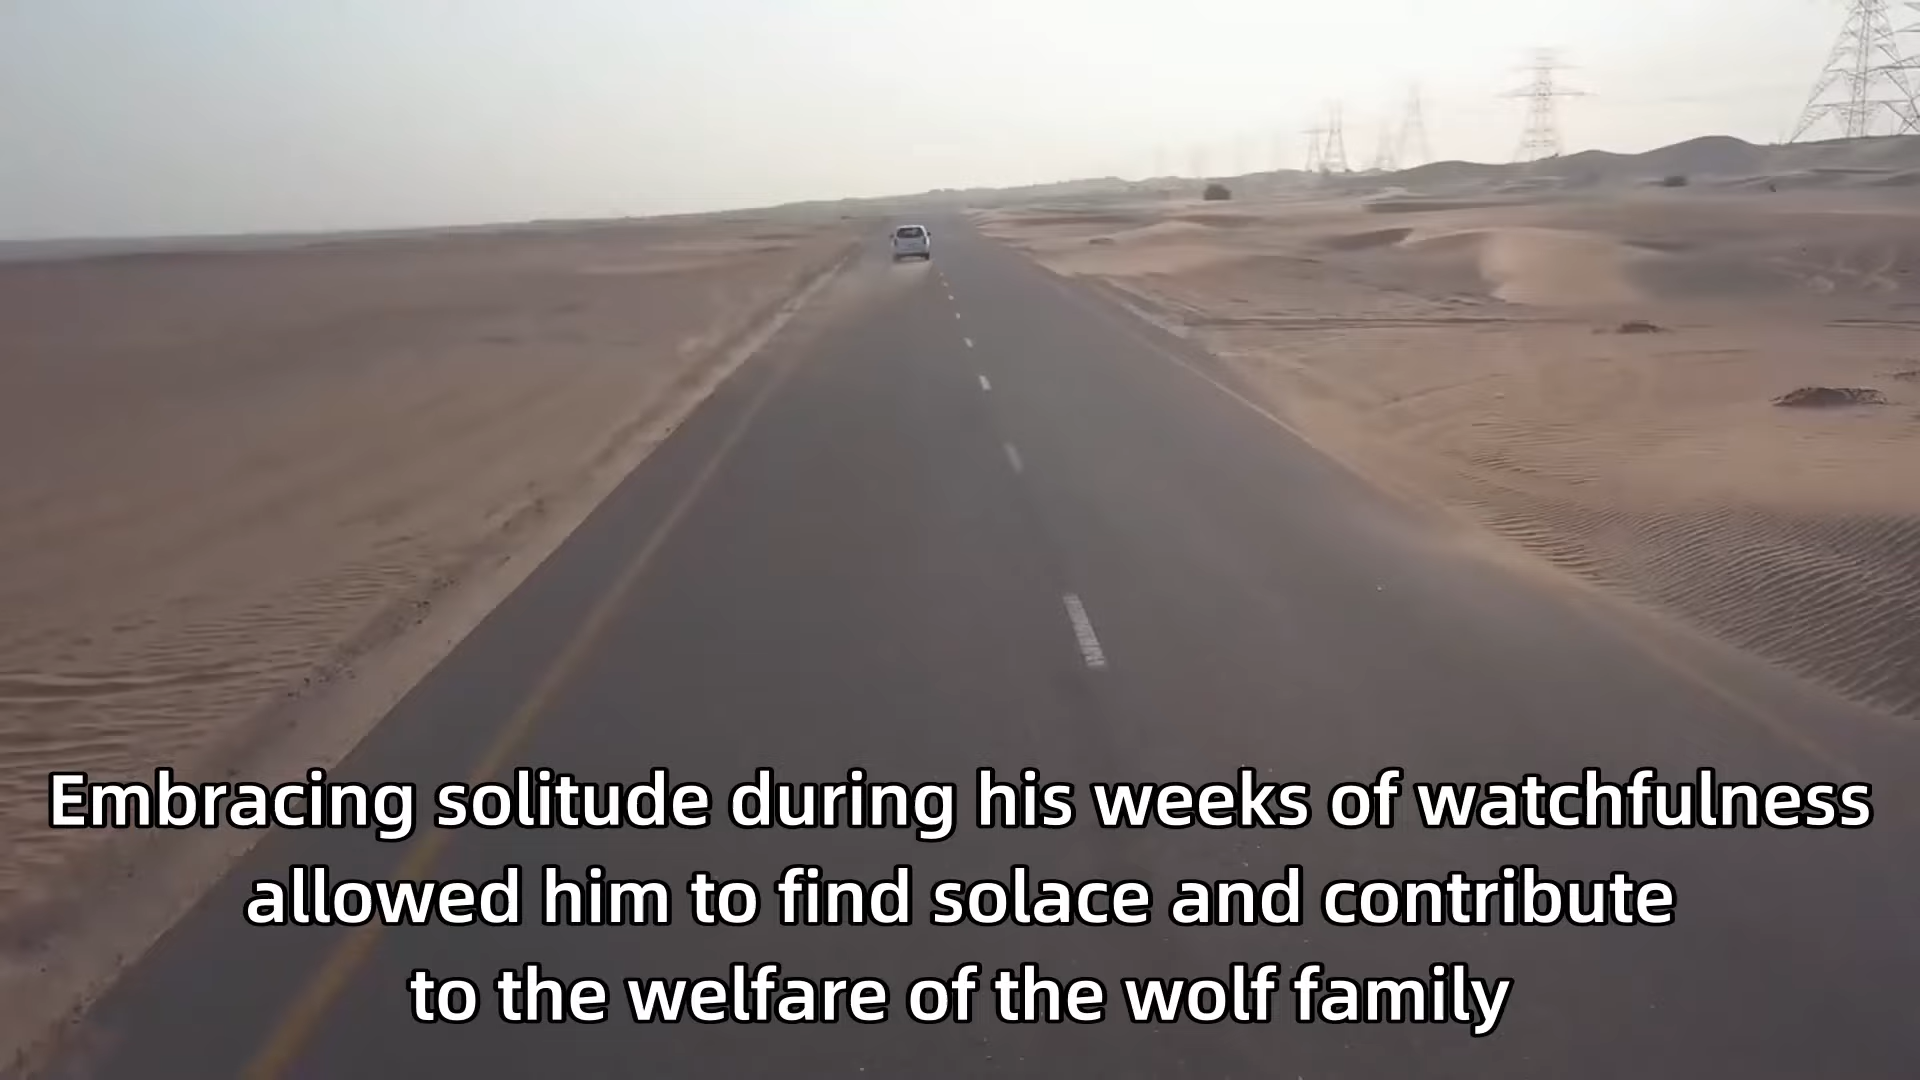 Embracing solitude during his weeks of watchfulness
allowed him to find solace and contribute
to the welfare of the wolf family